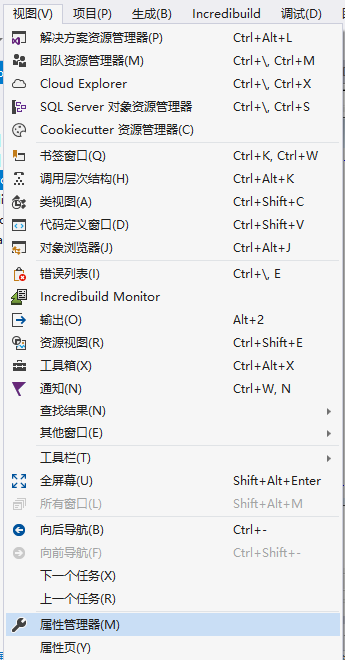 视图(V) 项目(P) 生成(B) Incredibuild 调试(D)
解决方案资源管理器(P) Ctrl+Alt+L
团队资源管理器(M) Ctrl+\, Ctrl+M
Cloud Explorer Ctrl+\, Ctrl+X
SQL Server 对象资源管理器 Ctrl+\, Ctrl+S
Cookiecutter 资源管理器(C)
书签窗口(Q) Ctrl+K, Ctrl+W
调用层次结构(H) Ctrl+Alt+K
类视图(A) Ctrl+Shift+C
代码定义窗口(D) Ctrl+Shift+V
对象浏览器(J) Ctrl+Alt+J
错误列表(I) Ctrl+\, E
Incredibuild Monitor
输出(O) Alt+2
资源视图(R) Ctrl+Shift+E
工具箱(X) Ctrl+Alt+X
通知(N) Ctrl+W, N
查找结果(N)
其他窗口(E)
工具栏(T)
全屏幕(U) Shift+Alt+Enter
所有窗口(L) Shift+Alt+M
向后导航(B) Ctrl+-
向前导航(F) Ctrl+Shift+-
下一个任务(X)
上一个任务(R)
属性管理器(M)
属性页(Y)